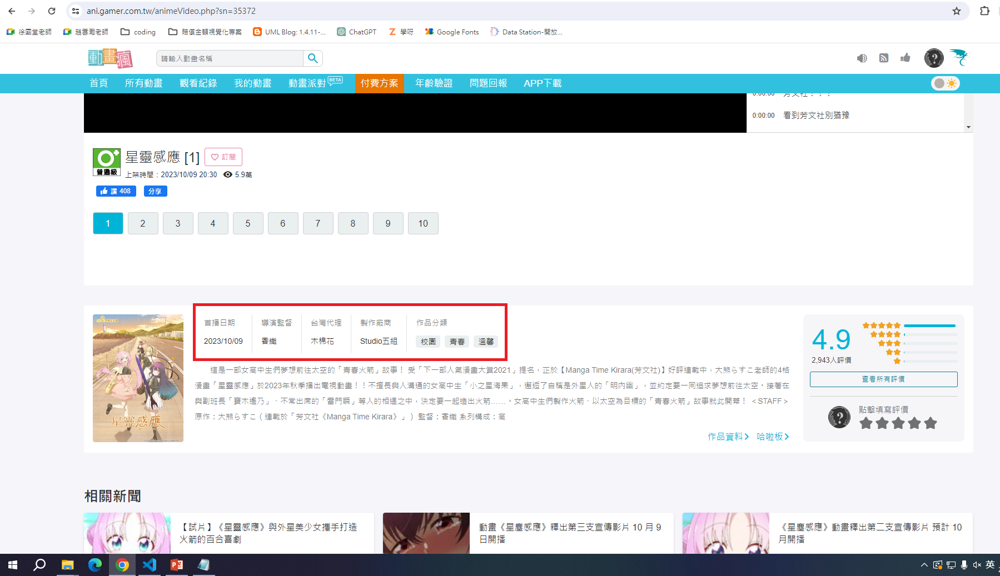 ani.gamer.com.tw/animeVideo.php?sn=35372
徐國堂老師 趙雲瀚老師 coding 賠償金額視覺化專案 UML Blog: 1.4.11-... ChatGPT 學呀 Google Fonts Data Station-開放...
動畫瘋 請輸入動畫名稱
首頁 所有動畫 觀看紀錄 我的動畫 動畫派對 BETA 付費方案 年齡驗證 問題回報 APP下載
0:00:00 芳文社！！！
0:00:00 看到芳文社別猶豫
星靈感應 [1] 訂閱
普遍級 上架時間：2023/10/09 20:30 5.9萬
讚 408 分享
1 2 3 4 5 6 7 8 9 10
首播日期 導演監督 台灣代理 製作廠商 作品分類
2023/10/09 香織 木棉花 Studio五組 校園 青春 溫馨
這是一部女高中生們夢想前往太空的「青春火箭」故事！ 受「下一部人氣漫畫大賞2021」提名，正於【Manga Time Kirara(芳文社)】好評連載中，大熊らすこ老師的4格
漫畫「星靈感應」於2023年秋季播出電視動畫！！不擅長與人溝通的女高中生「小之星海果」，邂逅了自稱是外星人的「明內幽」，並約定要一同追求夢想前往太空。接著在
與副班長「寶木遙乃」、不常出席的「雷門瞬」等人的相遇之中，決定要一起造出火箭……。女高中生們製作火箭、以太空為目標的「青春火箭」故事就此開幕！ ＜STAFF＞
原作：大熊らすこ（連載於「芳文社《Manga Time Kirara》」） 監督：香織 系列構成：高
星靈感應
作品資料 哈啦板
4.9
2,943人評價
查看所有評價
點擊填寫評價
相關新聞
【試片】《星靈感應》與外星美少女攜手打造
火箭的百合喜劇
動畫《星塵感應》釋出第三支宣傳影片 10 月 9
日開播
《星塵感應》動畫釋出第二支宣傳影片 預計 10
月開播
英